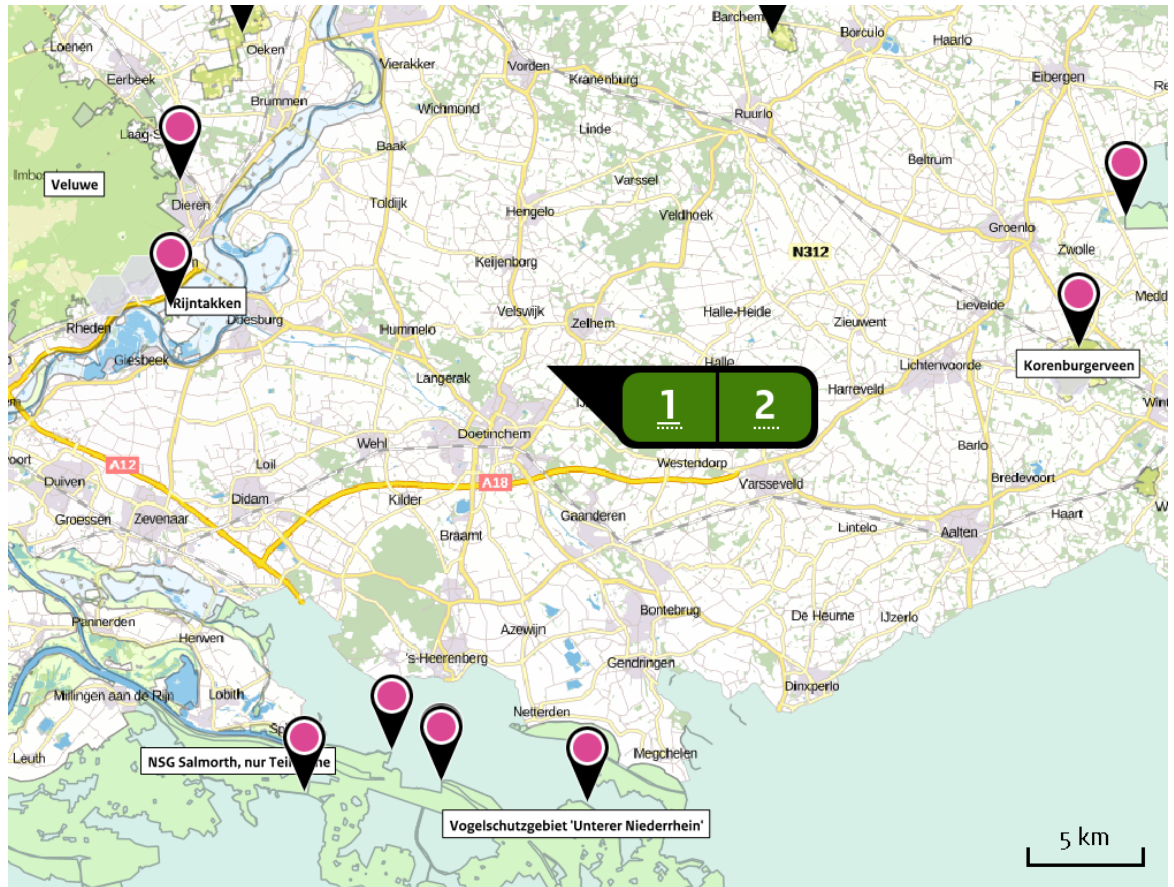 Barchem
Borculo
Haarlo
Loenen
Oeken
Vierakker
Vorden
Kranenburg
Eibergen
Eerbeek
Brummen
Wichmond
Ruurlo
Linde
Baak
Beltrum
Varssel
Veluwe
Dieren
Toldijk
Hengelo
Veldhoek
Groenlo
Zwolle
N312
Keijenborg
Rijntakken
Velswijk
Halle-Heide
Lievelde
Zelhem
Zieuwent
Rheden
Doesburg
Hummelo
Giesbeek
Halle
Lichtenvoorde
Korenburgerveen
Langerak
Harreveld
1
2
Doetinchem
Wehl
Barlo
A12
Loil
Westendorp
Bredevoort
Duiven
A18
Varsseveld
Didam
Kilder
Groessen
Zevenaar
Gaanderen
Lintelo
Haart
Braamt
Aalten
Bontebrug
De Heurne
IJzerlo
Pannerden
Herwen
Azewijn
's-Heerenberg
Gendringen
Millingen aan de Rijn
Lobith
Dinxperlo
Netterden
Leuth
NSG Salmorth, nur
Megchelen
Vogelschutzgebiet 'Unterer Niederrhein'
5 km